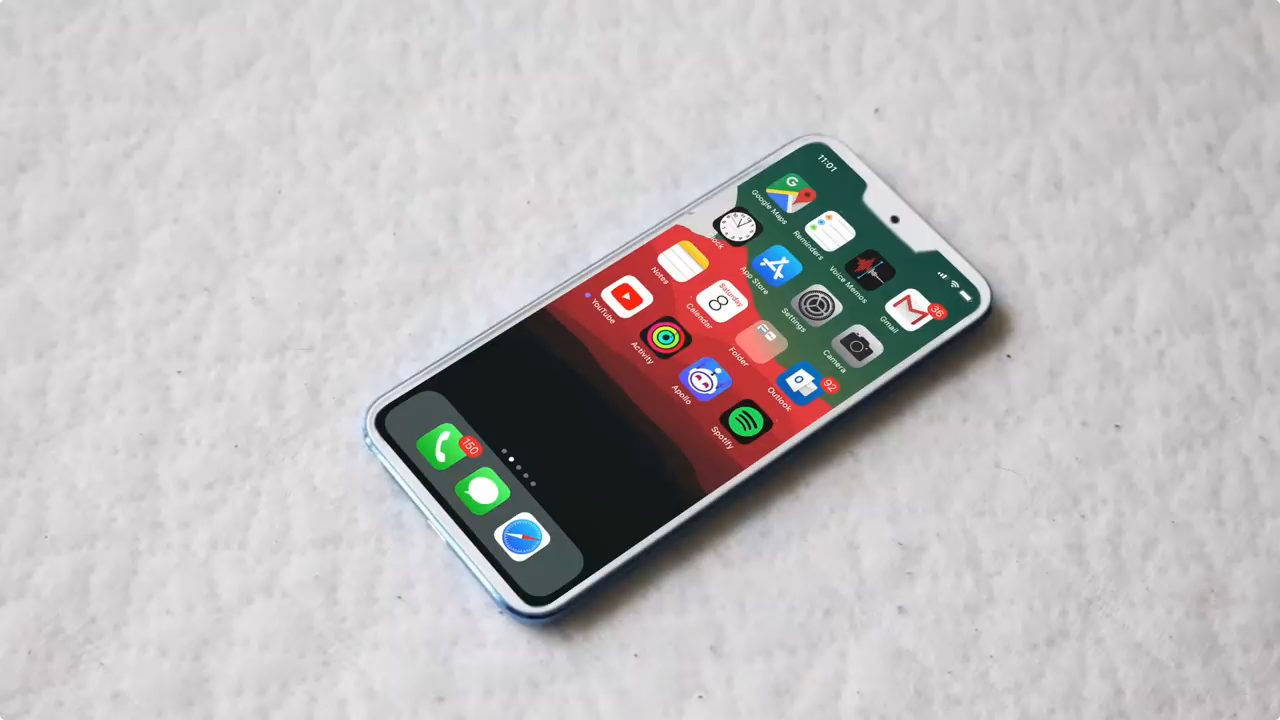 11:01
Google Maps
Reminders
Voice Memos
36
Gmail
App Store
Settings
Camera
Notes
Saturday
8
Calendar
Folder
92
Outlook
YouTube
Activity
Apollo
Spotify
150